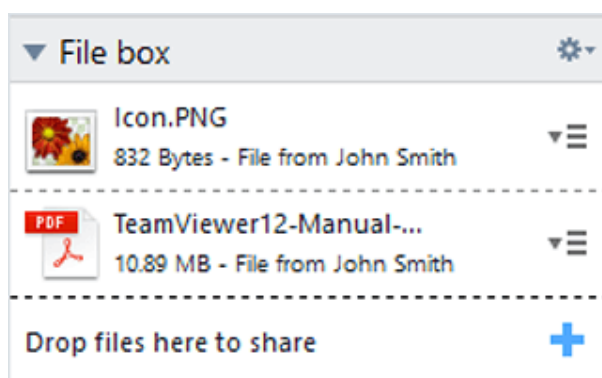 File box
Icon.PNG
832 Bytes - File from John Smith
PDF
TeamViewer12-Manual-...
10.89 MB - File from John Smith
Drop files here to share